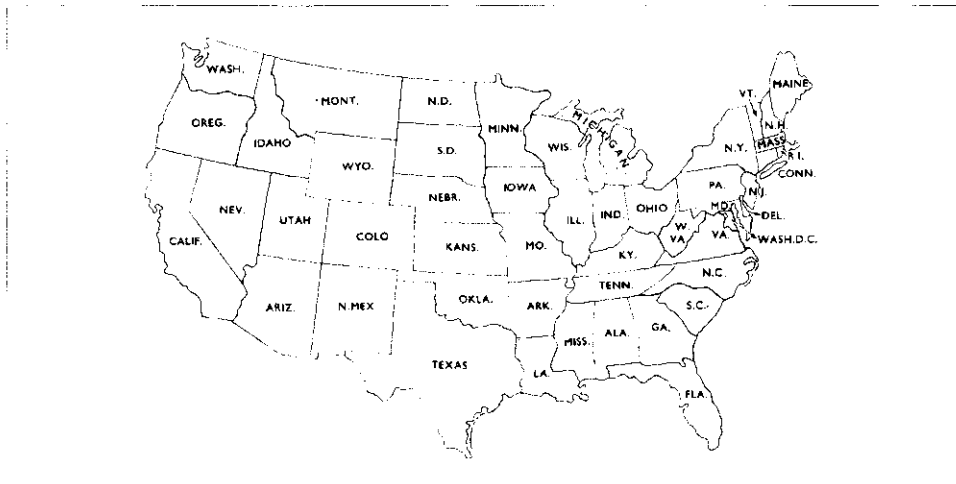 WASH.
MONT.
N.D.
MINN.
OREG.
IDAHO
WYO.
S.D.
WIS.
MICHIGAN
MAINE
VT.
N.H.
MASS
N.Y.
R.I.
CONN.
NEV.
UTAH
COLO
NEBR.
IOWA
ILL.
IND.
OHIO
PA.
N.J.
MD.
DEL.
WASH.D.C.
CALIF.
KANS.
MO.
KY.
W.
VA
VA.
ARIZ.
N.MEX
OKLA.
ARK.
TENN.
N.C.
S.C.
TEXAS
LA.
MISS.
ALA.
GA.
FLA.